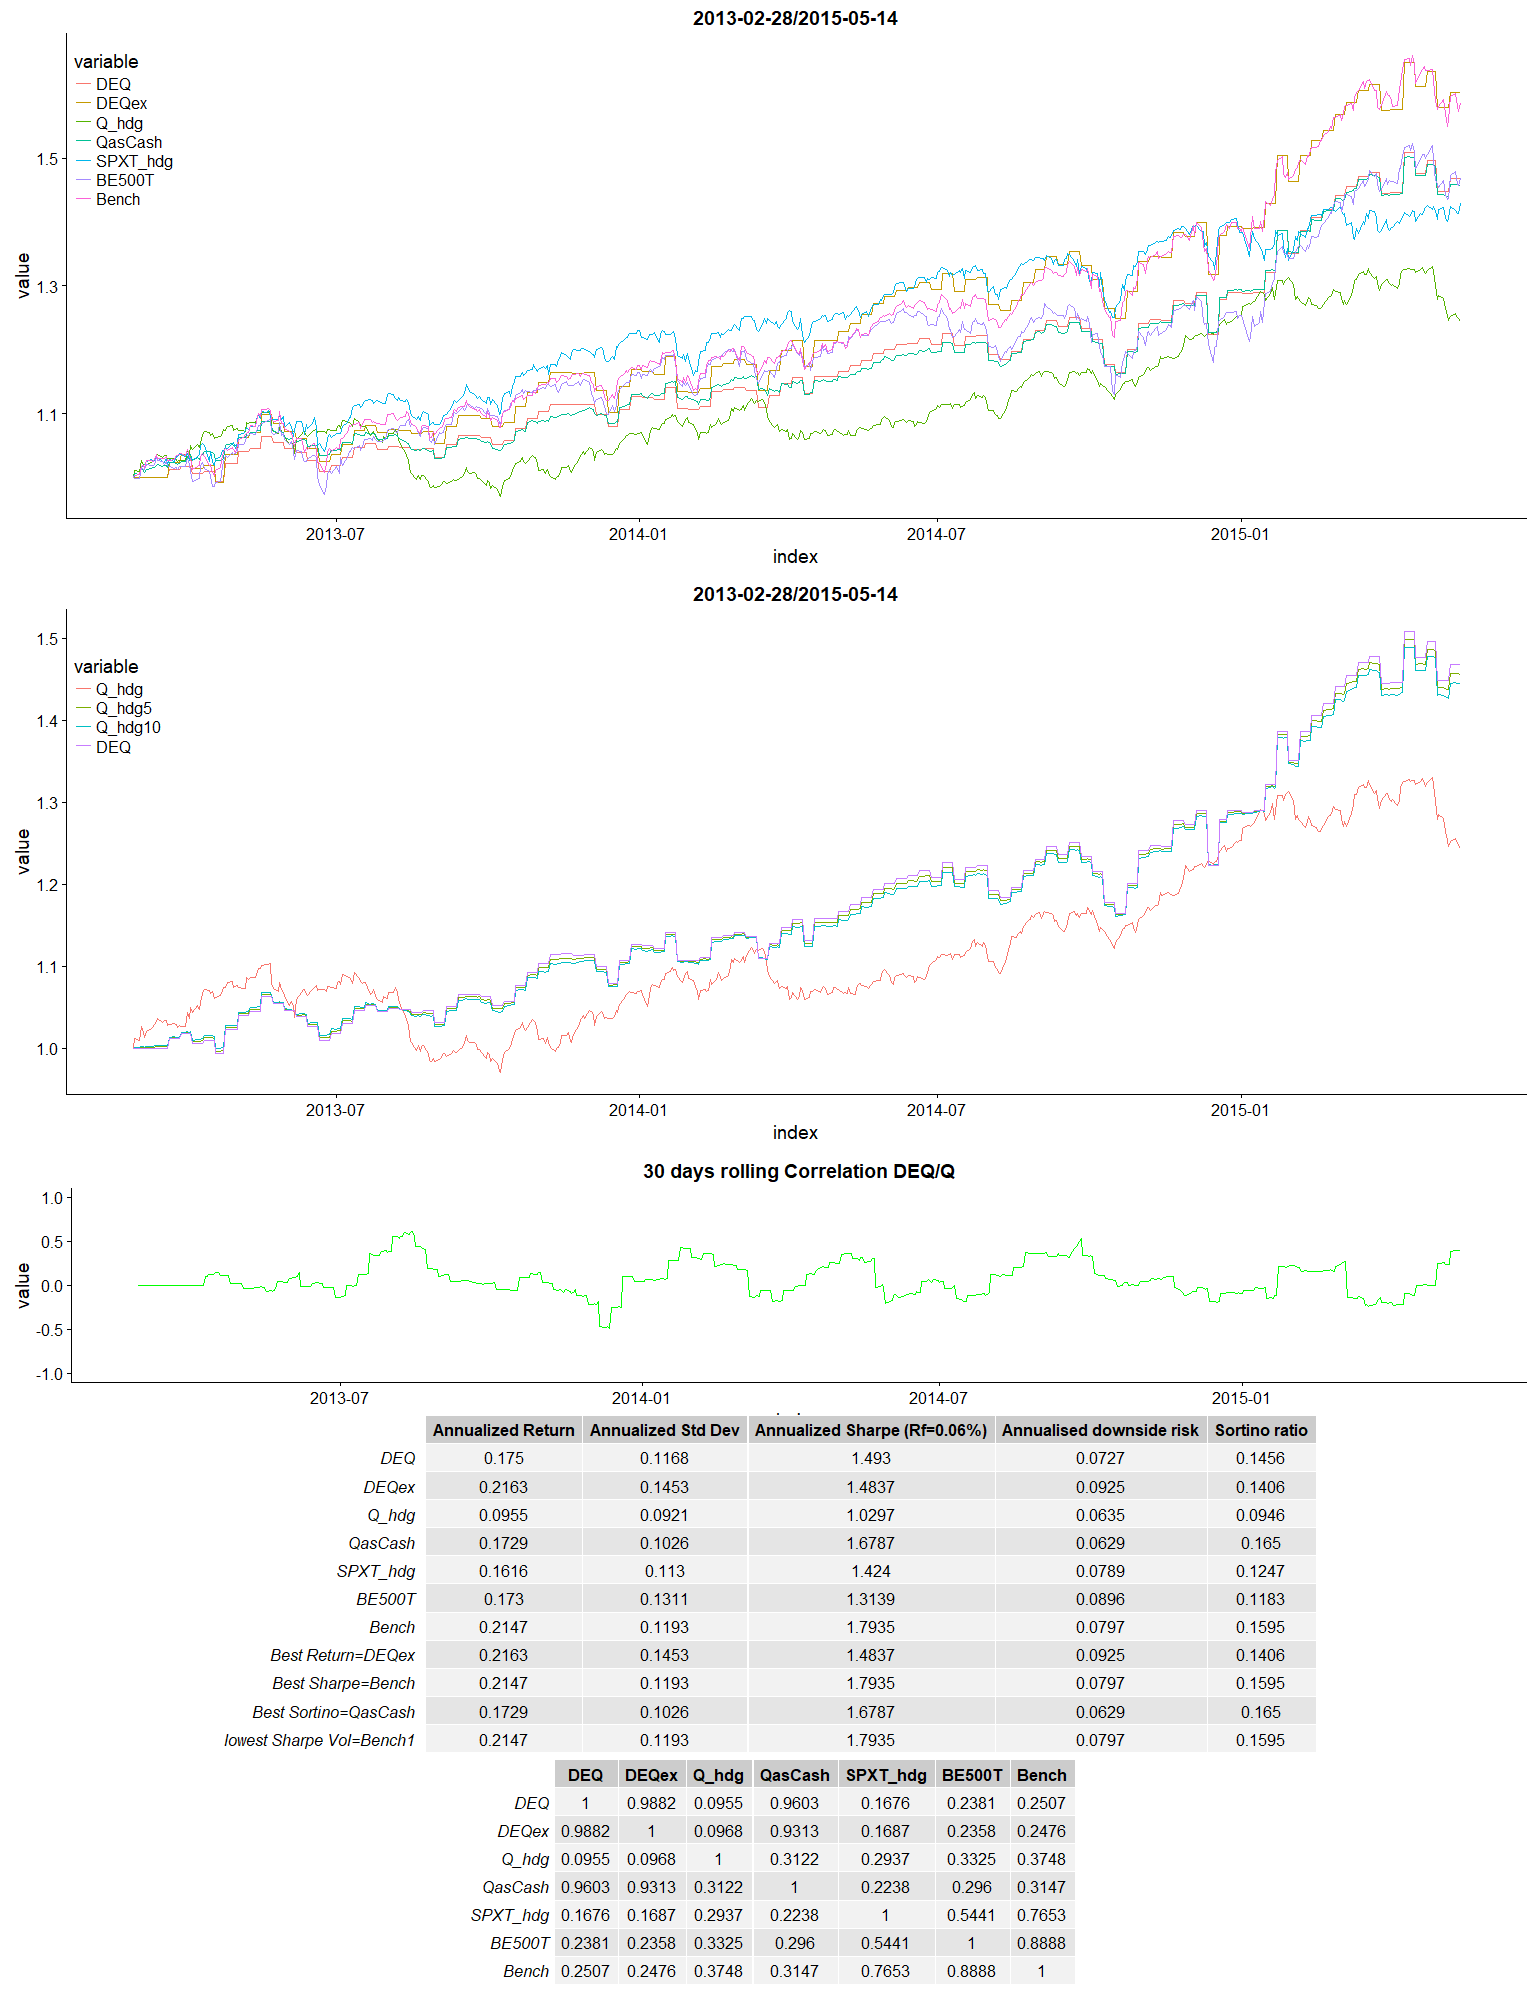 2013-02-28/2015-05-14
variable
DEQ
DEQex
Q_hdg
QasCash
SPXT_hdg
BE500T
Bench
value
1.5
1.3
1.1
2013-07 2014-01 2014-07 2015-01
index
2013-02-28/2015-05-14
variable
Q_hdg
Q_hdg5
Q_hdg10
DEQ
value
1.5
1.4
1.3
1.2
1.1
1.0
2013-07 2014-01 2014-07 2015-01
index
30 days rolling Correlation DEQ/Q
value
1.0
0.5
0.0
-0.5
-1.0
2013-07 2014-01 2014-07 2015-01
Annualized Return Annualized Std Dev Annualized Sharpe (Rf=0.06%) Annualised downside risk Sortino ratio
DEQ 0.175 0.1168 1.493 0.0727 0.1456
DEQex 0.2163 0.1453 1.4837 0.0925 0.1406
Q_hdg 0.0955 0.0921 1.0297 0.0635 0.0946
QasCash 0.1729 0.1026 1.6787 0.0629 0.165
SPXT_hdg 0.1616 0.113 1.424 0.0789 0.1247
BE500T 0.173 0.1311 1.3139 0.0896 0.1183
Bench 0.2147 0.1193 1.7935 0.0797 0.1595
Best Return=DEQex 0.2163 0.1453 1.4837 0.0925 0.1406
Best Sharpe=Bench 0.2147 0.1193 1.7935 0.0797 0.1595
Best Sortino=QasCash 0.1729 0.1026 1.6787 0.0629 0.165
lowest Sharpe Vol=Bench1 0.2147 0.1193 1.7935 0.0797 0.1595
DEQ DEQex Q_hdg QasCash SPXT_hdg BE500T Bench
DEQ 1 0.9882 0.0955 0.9603 0.1676 0.2381 0.2507
DEQex 0.9882 1 0.0968 0.9313 0.1687 0.2358 0.2476
Q_hdg 0.0955 0.0968 1 0.3122 0.2937 0.3325 0.3748
QasCash 0.9603 0.9313 0.3122 1 0.2238 0.296 0.3147
SPXT_hdg 0.1676 0.1687 0.2937 0.2238 1 0.5441 0.7653
BE500T 0.2381 0.2358 0.3325 0.296 0.5441 1 0.8888
Bench 0.2507 0.2476 0.3748 0.3147 0.7653 0.8888 1